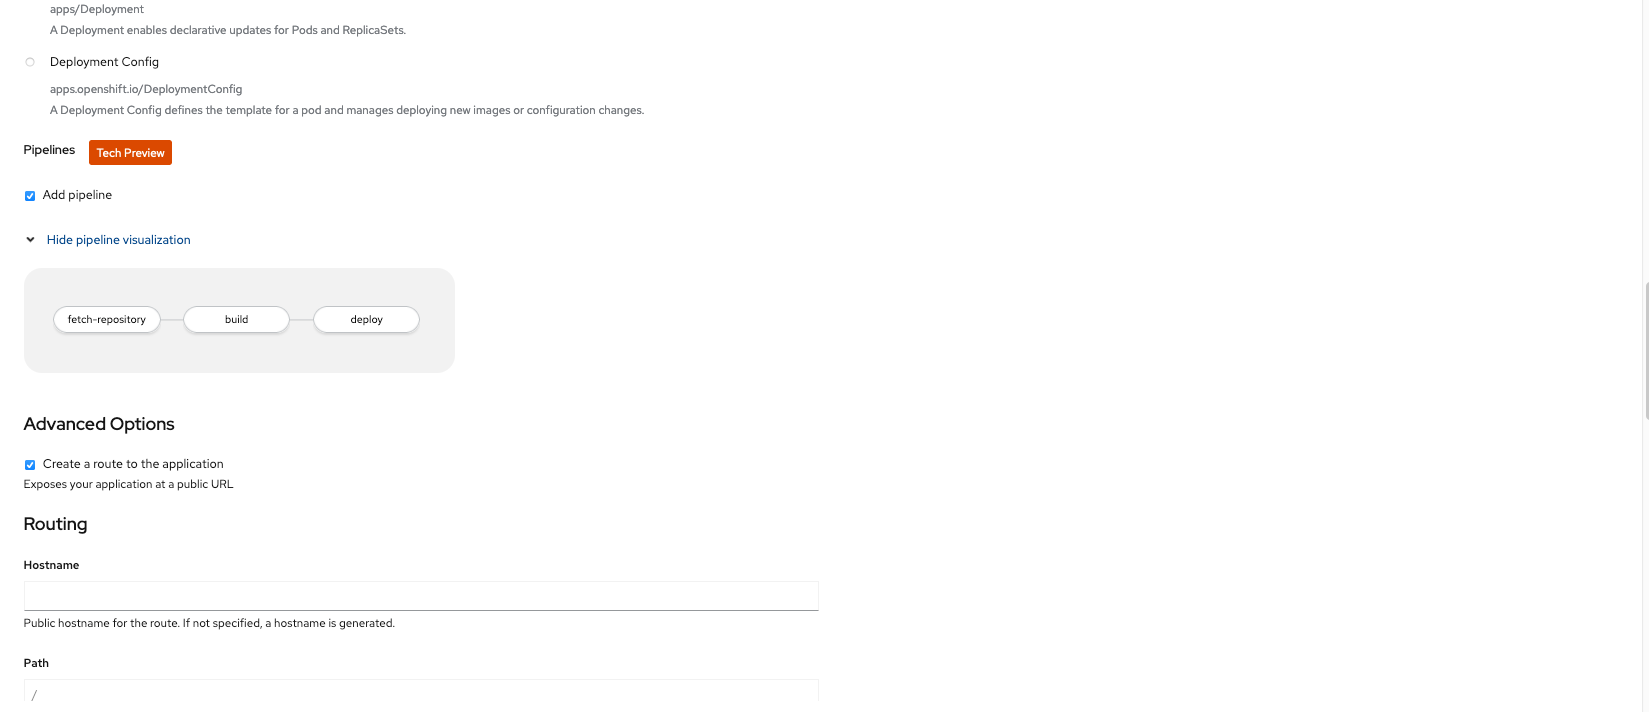 apps/Deployment
A Deployment enables declarative updates for Pods and ReplicaSets.
Deployment Config
apps.openshift.io/DeploymentConfig
A Deployment Config defines the template for a pod and manages deploying new images or configuration changes.
Pipelines Tech Preview
Add pipeline
Hide pipeline visualization
fetch-repository build deploy
Advanced Options
Create a route to the application
Exposes your application at a public URL
Routing
Hostname
Public hostname for the route. If not specified, a hostname is generated.
Path
/